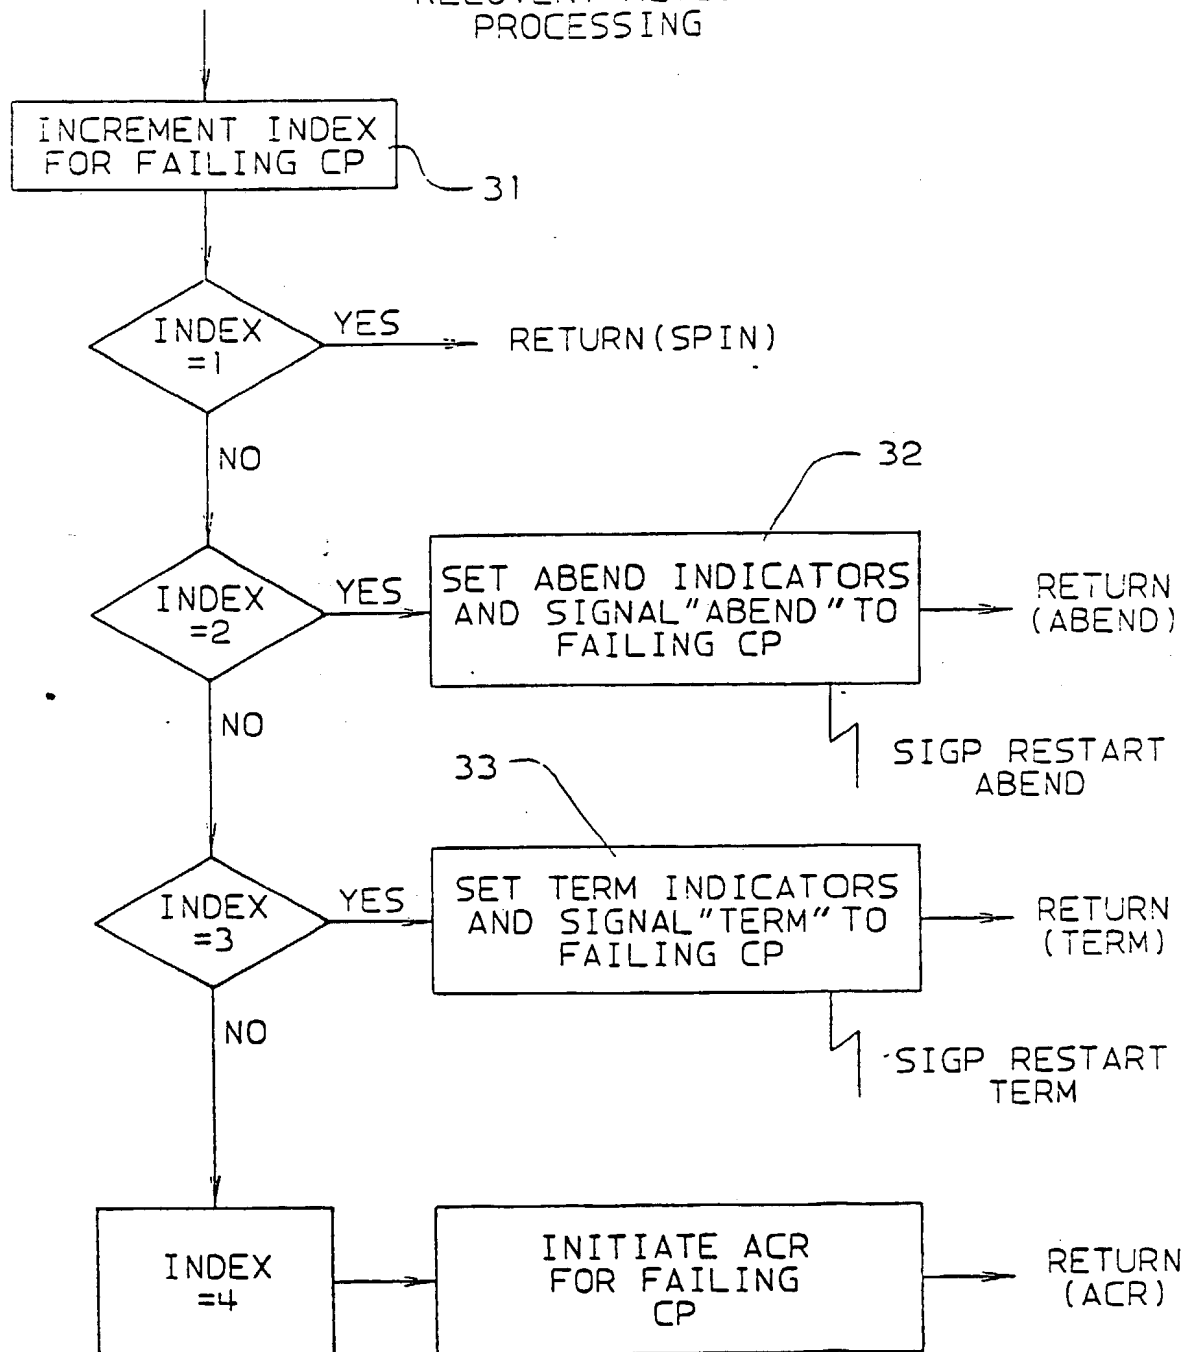 PROCESSING
INCREMENT INDEX
FOR FAILING CP
31
INDEX
=1
YES
RETURN(SPIN)
NO
32
INDEX
=2
YES
SET ABEND INDICATORS
AND SIGNAL "ABEND" TO
FAILING CP
RETURN
(ABEND)
NO
SIGP RESTART
ABEND
33
INDEX
=3
YES
SET TERM INDICATORS
AND SIGNAL "TERM" TO
FAILING CP
RETURN
(TERM)
NO
SIGP RESTART
TERM
INDEX
=4
INITIATE ACR
FOR FAILING
CP
RETURN
(ACR)